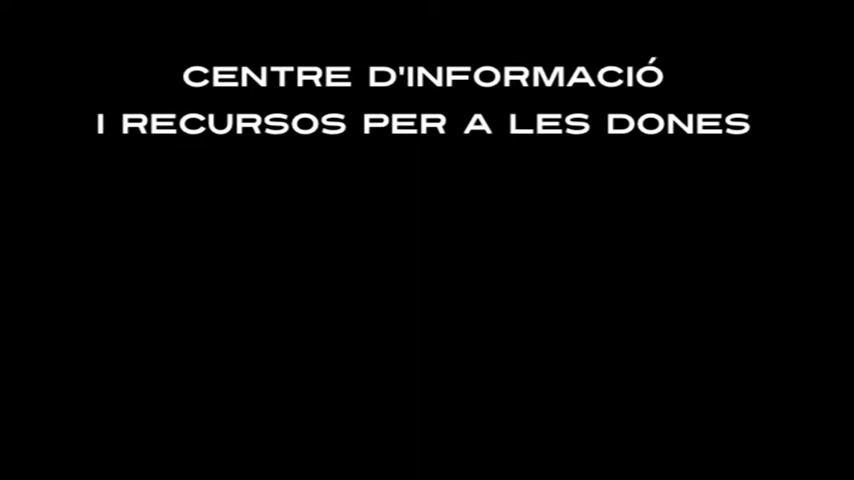 CENTRE D'INFORMACIÓ
I RECURSOS PER A LES DONES